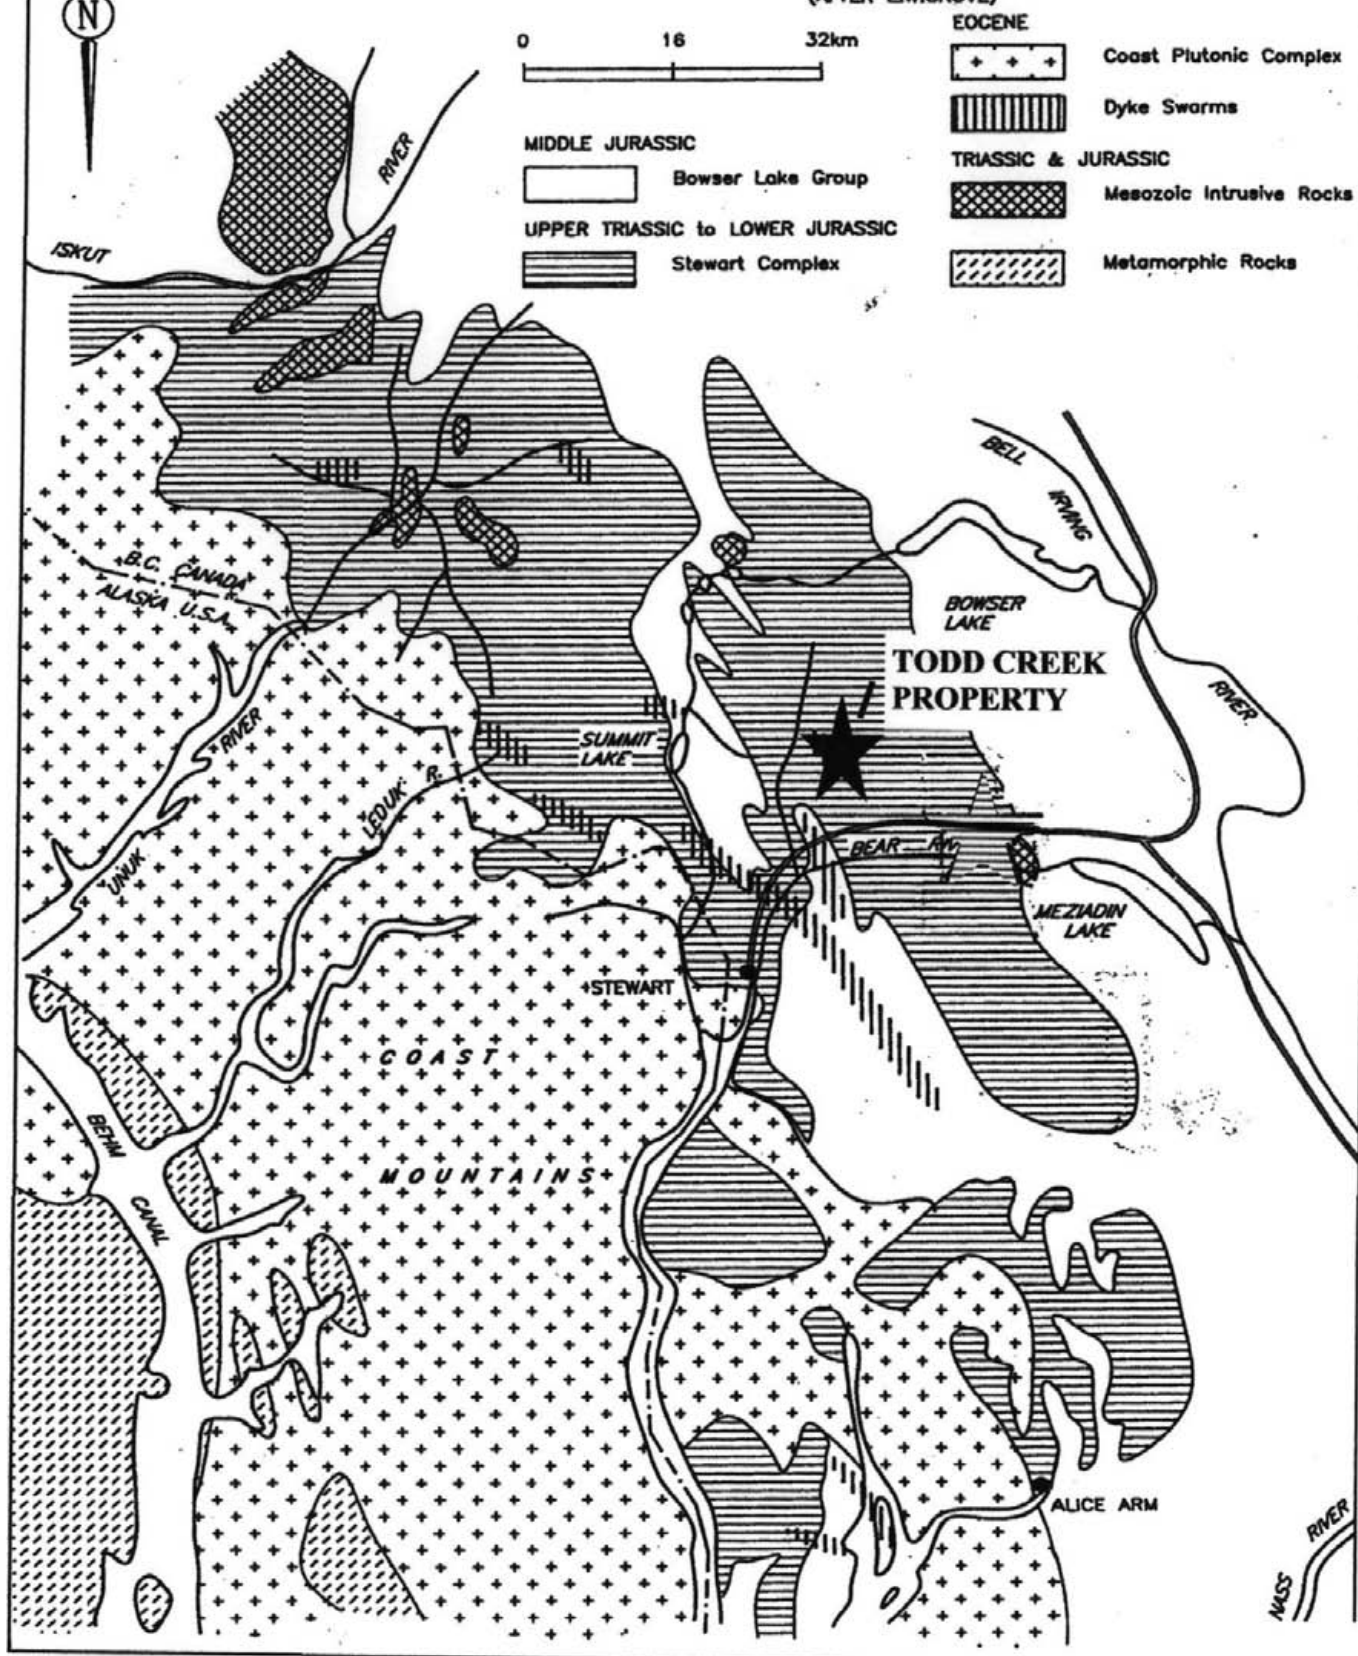 N
0 16 32km
MIDDLE JURASSIC
Bowser Lake Group
UPPER TRIASSIC to LOWER JURASSIC
Stewart Complex
EOCENE
Coast Plutonic Complex
Dyke Swarms
TRIASSIC & JURASSIC
Mesozoic Intrusive Rocks
Metamorphic Rocks
RIVER
ISKUT
BELL
IRVING
RIVER
B.C. CANADA
ALASKA U.S.A.
BOWSER
LAKE
TODD CREEK
PROPERTY
SUMMIT
LAKE
UNUK
RIVER
LEDUK R.
BEAR
MEZIADIN
LAKE
STEWART
COAST
MOUNTAINS
BEHM
CANAL
ALICE ARM
NASS
RIVER